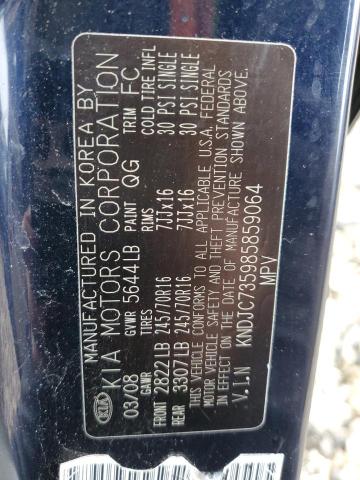 MANUFACTURED IN KOREA BY
KIA KIA MOTORS CORPORATION
03/08 GVWR 5644LB PAINT QG TRIM FC
GAWR TIRES RIMS COLD TIRE INFL
FRONT 2822LB 245/70R16 7JJx16 30 PSI SINGLE
REAR 3307LB 245/70R16 7JJx16 30 PSI SINGLE
THIS VEHICLE CONFORMS TO ALL APPLICABLE U.S.A. FEDERAL
MOTOR VEHICLE SAFETY AND THEFT PREVENTION STANDARDS
IN EFFECT ON THE DATE OF MANUFACTURE SHOWN ABOVE.
V.I.N KNDJC735985859064
MPV